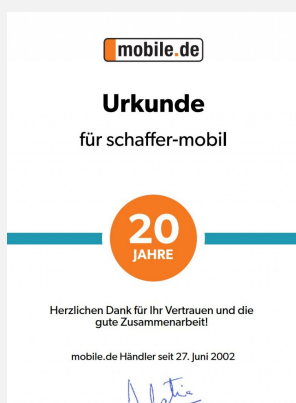 mobile.de
Urkunde
für schaffer-mobil
20
JAHRE
Herzlichen Dank für Ihr Vertrauen und die
gute Zusammenarbeit!
mobile.de Händler seit 27. Juni 2002